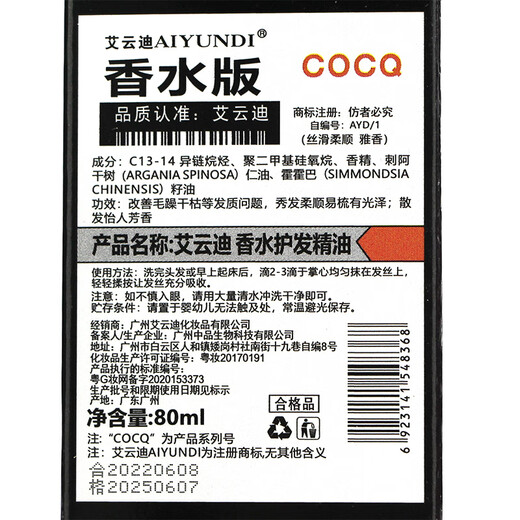 艾云迪AIYUNDI®
香水版
品质认准: 艾云迪
COCQ
商标注册: 仿者必究
自编号: AYD/1
(丝滑柔顺 雅香)
成分: C13-14 异链烷烃、聚二甲基硅氧烷、香精、刺阿
干树 (ARGANIA SPINOSA) 仁油、霍霍巴 (SIMMONDSIA
CHINENSIS) 籽油
功效: 改善毛躁干枯等发质问题, 秀发柔顺易梳有光泽; 散
发怡人芳香
产品名称:艾云迪 香水护发精油
使用方法: 洗完头发或早上起床后, 滴2-3滴于掌心均匀抹在发丝上,
轻轻揉按让发丝充分吸收。
注意: 如不慎入眼, 请用大量清水冲洗干净即可。
贮存条件: 请置于婴幼儿无法触及处、常温避光保存。
经销商: 广州艾云迪化妆品有限公司
备案人/生产企业: 广州中品生物科技有限公司
地址: 广州市白云区人和镇矮岗村社南街十九巷自编8号
化妆品生产许可证编号: 粤妆20170191
产品执行的标准编号:
粤G妆网备字2020153373
生产批号和限期使用日期见标示
产地: 广东广州
净含量:80ml
合格品
注: "COCQ" 为产品系列号
注: 艾云迪AIYUNDI为注册商标,无其他含义
合20220608
格20250607
6923141548368